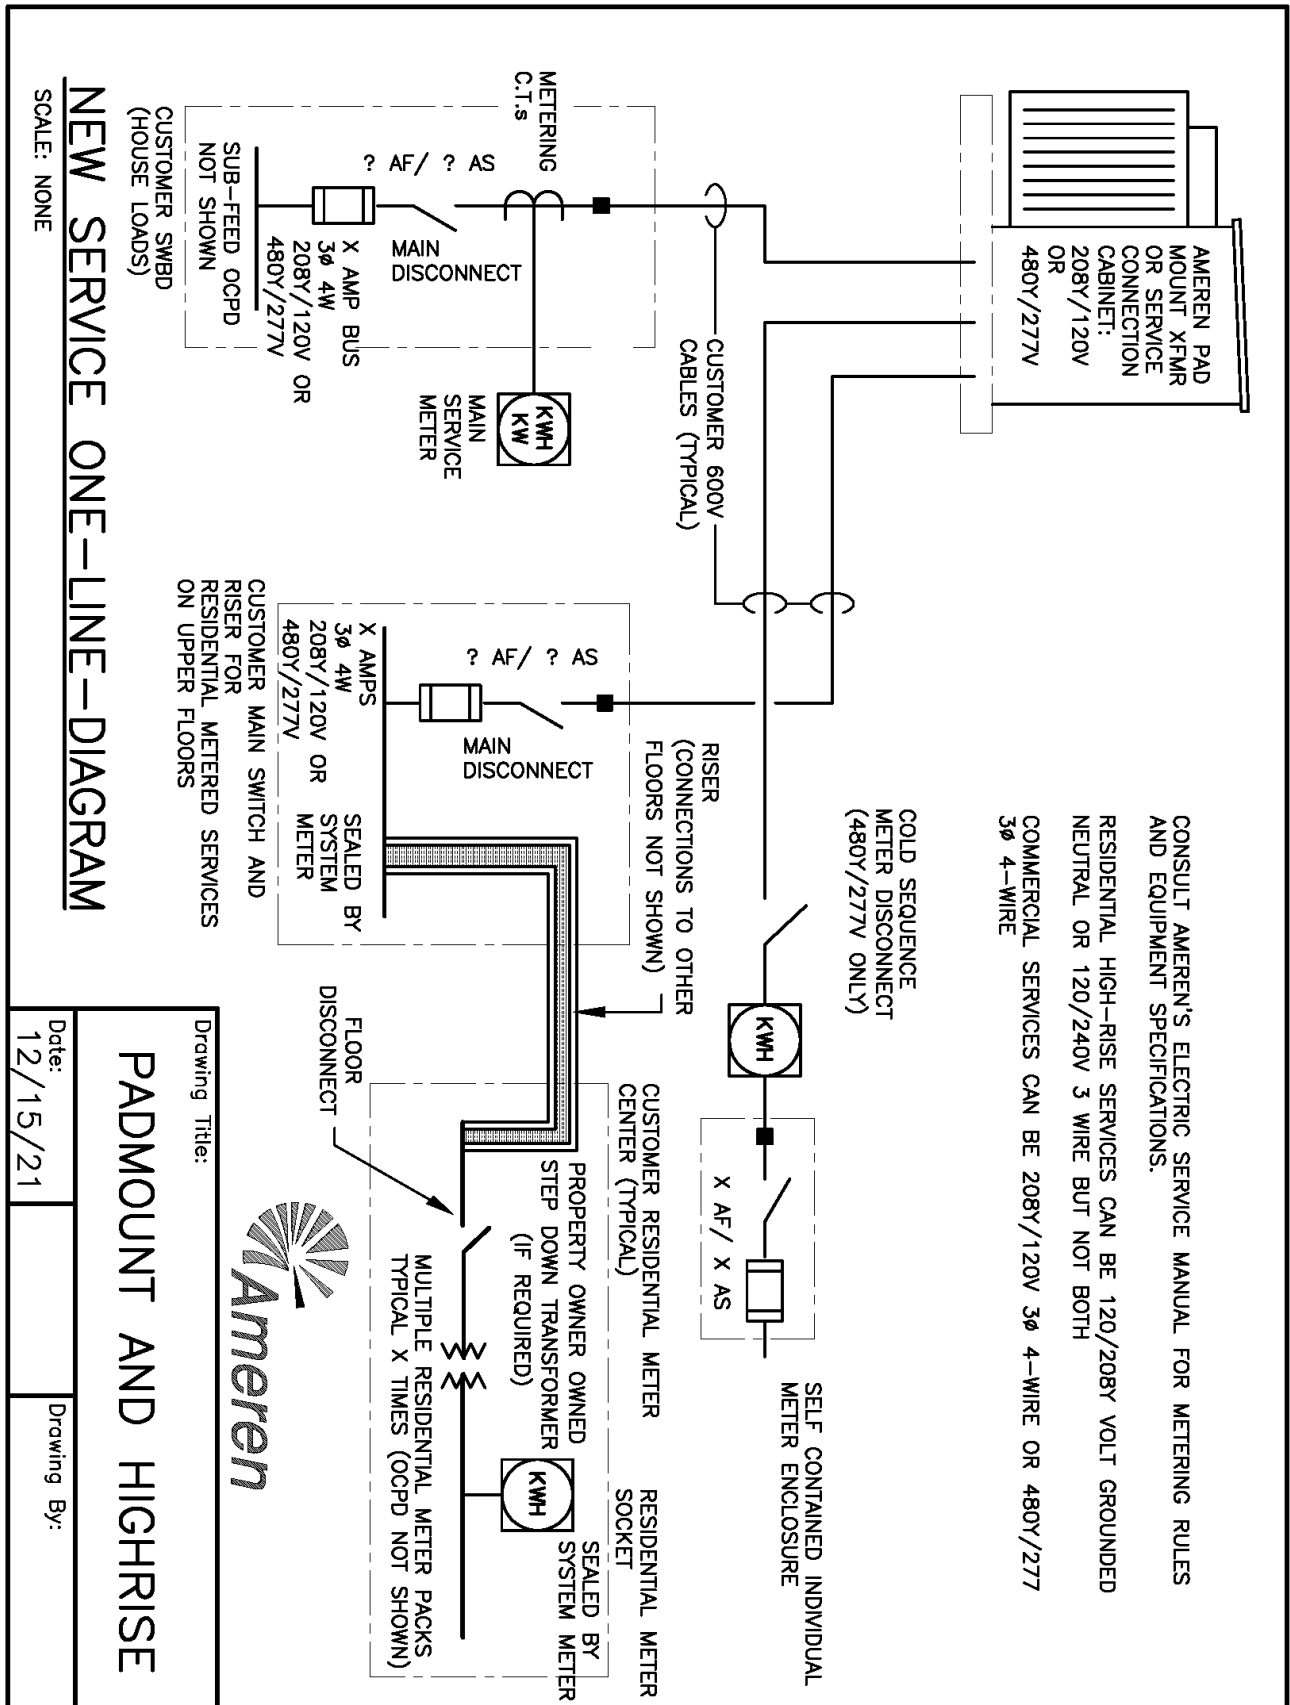 AMEREN PAD
MOUNT XFMR
OR SERVICE
CONNECTION
CABINET:
208Y/120V
OR
480Y/277V
CONSULT AMEREN'S ELECTRIC SERVICE MANUAL FOR METERING RULES
AND EQUIPMENT SPECIFICATIONS.
RESIDENTIAL HIGH-RISE SERVICES CAN BE 120/208Y VOLT GROUNDED
NEUTRAL OR 120/240V 3 WIRE BUT NOT BOTH
COMMERCIAL SERVICES CAN BE 208Y/120V 3ø 4-WIRE OR 480Y/277
3ø 4-WIRE
COLD SEQUENCE
METER DISCONNECT
(480Y/277V ONLY)
KWH
X AF/ X AS
SELF CONTAINED INDIVIDUAL
METER ENCLOSURE
CUSTOMER 600V
CABLES (TYPICAL)
METERING
C.T.s
KWH
KW
MAIN
SERVICE
METER
? AF/ ? AS
MAIN
DISCONNECT
X AMP BUS
3ø 4W
208Y/120V OR
480Y/277V
SUB-FEED OCPD
NOT SHOWN
CUSTOMER SWBD
(HOUSE LOADS)
RISER
(CONNECTIONS TO OTHER
FLOORS NOT SHOWN)
? AF/ ? AS
MAIN
DISCONNECT
X AMPS
3ø 4W
208Y/120V OR
480Y/277V
SEALED BY
SYSTEM
METER
CUSTOMER MAIN SWITCH AND
RISER FOR
RESIDENTIAL METERED SERVICES
ON UPPER FLOORS
CUSTOMER RESIDENTIAL METER
CENTER (TYPICAL)
RESIDENTIAL METER
SOCKET
PROPERTY OWNER OWNED
STEP DOWN TRANSFORMER
(IF REQUIRED)
KWH
SEALED BY
SYSTEM METER
FLOOR
DISCONNECT
MULTIPLE RESIDENTIAL METER PACKS
TYPICAL X TIMES (OCPD NOT SHOWN)
NEW SERVICE ONE-LINE-DIAGRAM
SCALE: NONE
Ameren
Drawing Title:
PADMOUNT AND HIGHRISE
Date:
12/15/21
Drawing By: